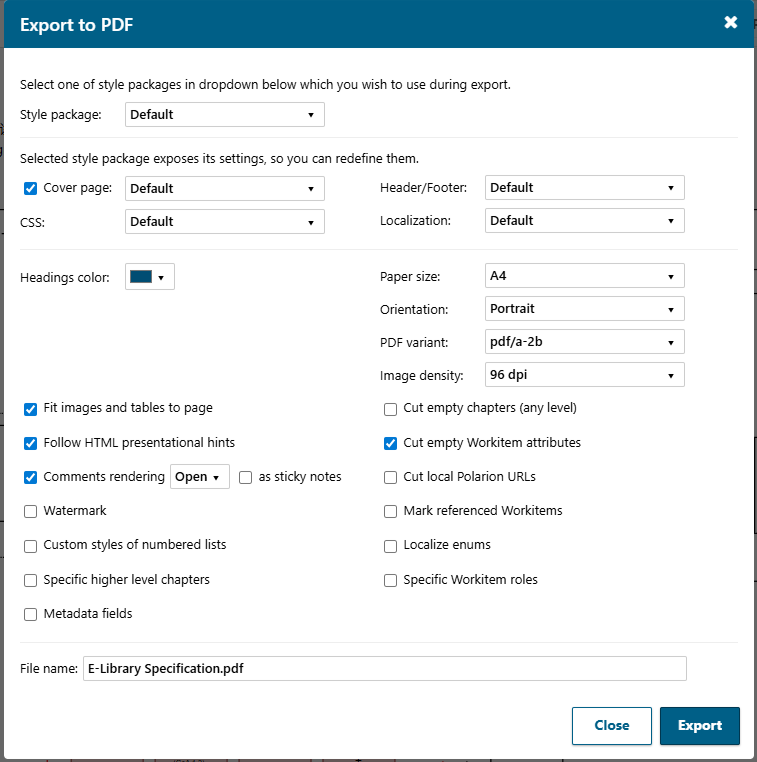 Export to PDF
Select one of style packages in dropdown below which you wish to use during export.
Style package: Default
Selected style package exposes its settings, so you can redefine them.
Cover page: Default Header/Footer: Default
CSS: Default Localization: Default
Headings color: Paper size: A4
Orientation: Portrait
PDF variant: pdf/a-2b
Image density: 96 dpi
Fit images and tables to page Cut empty chapters (any level)
Follow HTML presentational hints Cut empty Workitem attributes
Comments rendering Open as sticky notes Cut local Polarion URLs
Watermark Mark referenced Workitems
Custom styles of numbered lists Localize enums
Specific higher level chapters Specific Workitem roles
Metadata fields
File name: E-Library Specification.pdf
Close Export